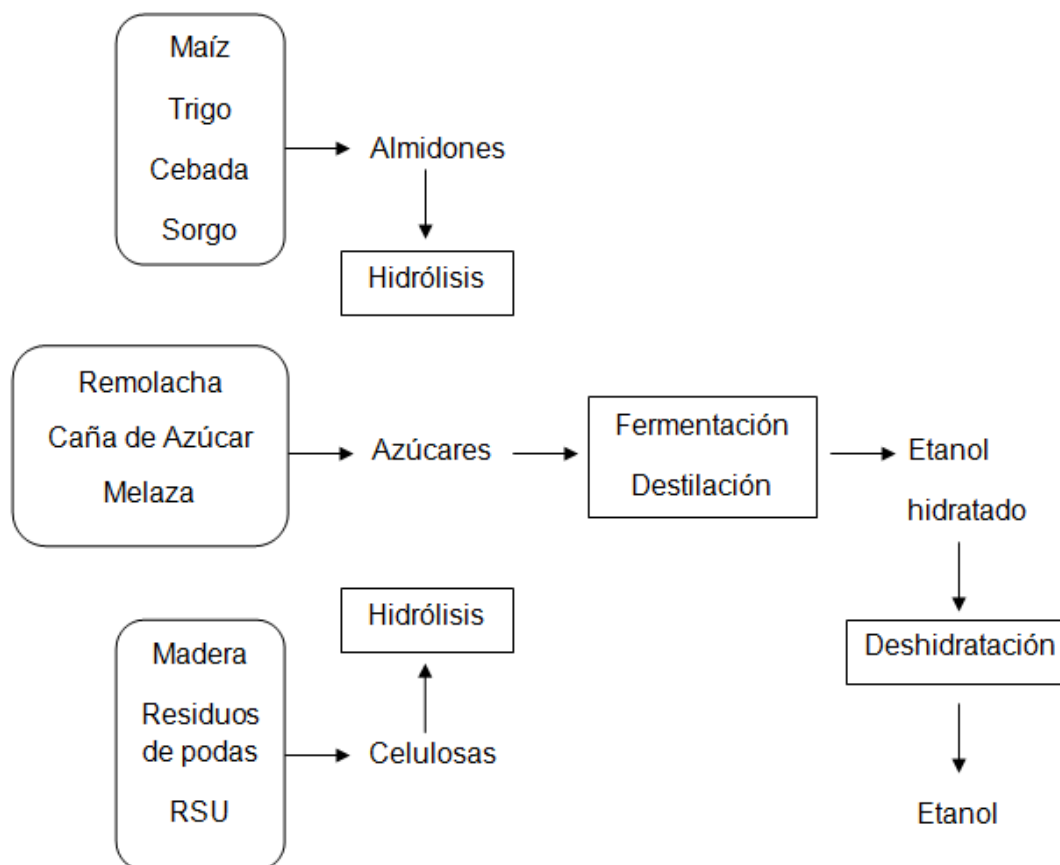 Maíz
Trigo
Cebada
Sorgo
Almidones
Hidrólisis
Remolacha
Caña de Azúcar
Melaza
Azúcares
Fermentación
Destilación
Etanol
hidratado
Hidrólisis
Madera
Residuos
de podas
RSU
Celulosas
Deshidratación
Etanol